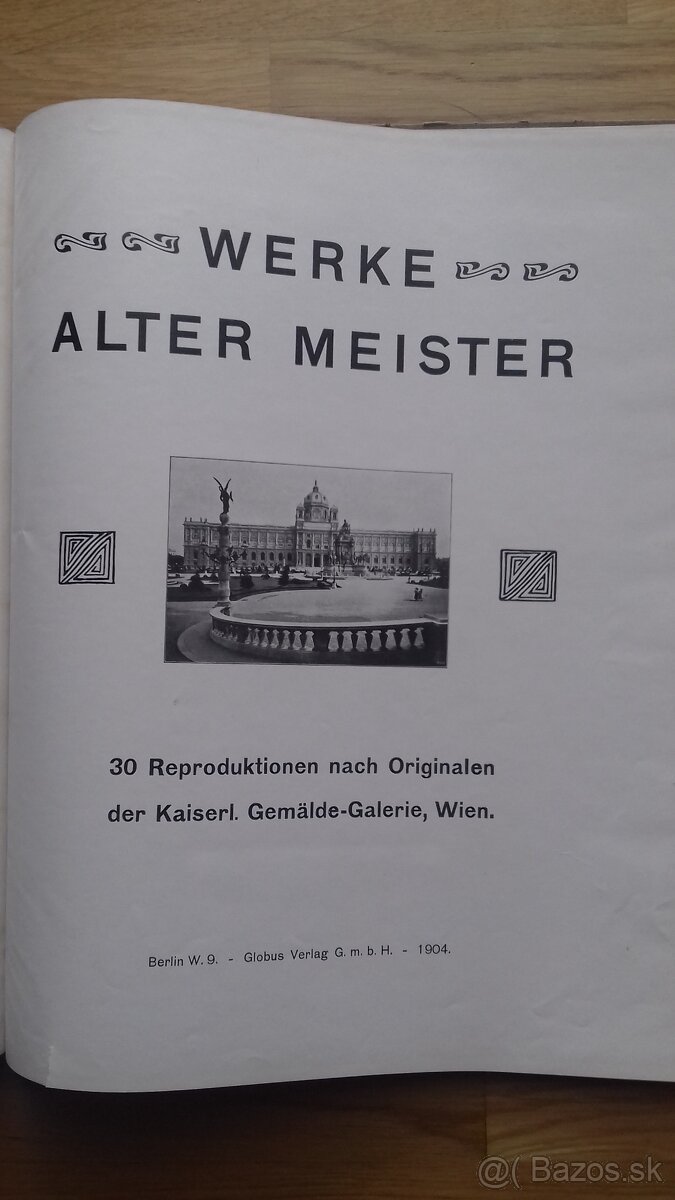 WERKE
ALTER MEISTER
30 Reproduktionen nach Originalen
der Kaiserl. Gemälde-Galerie, Wien.
Berlin W. 9. - Globus Verlag G. m. b. H. - 1904.
@( Bazos.sk